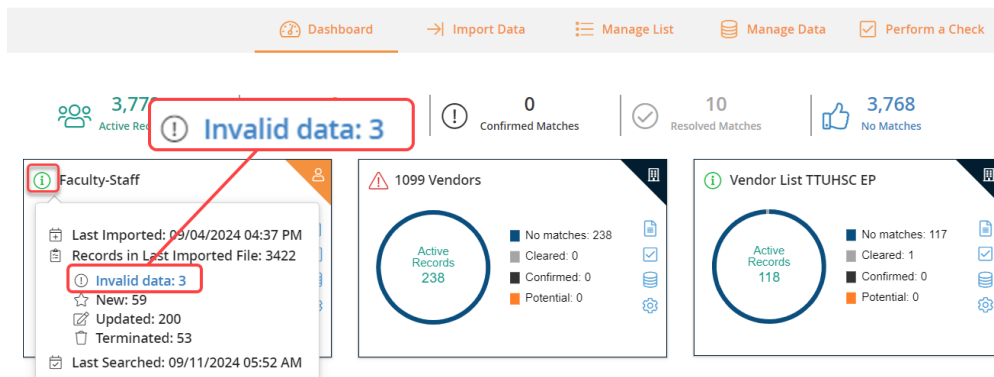 Dashboard
Import Data
Manage List
Manage Data
Perform a Check
3,77
Active Rec
Invalid data: 3
0
Confirmed Matches
10
Resolved Matches
3,768
No Matches
Faculty-Staff
Last Imported: 09/04/2024 04:37 PM
Records in Last Imported File: 3422
Invalid data: 3
New: 59
Updated: 200
Terminated: 53
Last Searched: 09/11/2024 05:52 AM
1099 Vendors
Active
Records
238
No matches: 238
Cleared: 0
Confirmed: 0
Potential: 0
Vendor List TTUHSC EP
Active
Records
118
No matches: 117
Cleared: 1
Confirmed: 0
Potential: 0